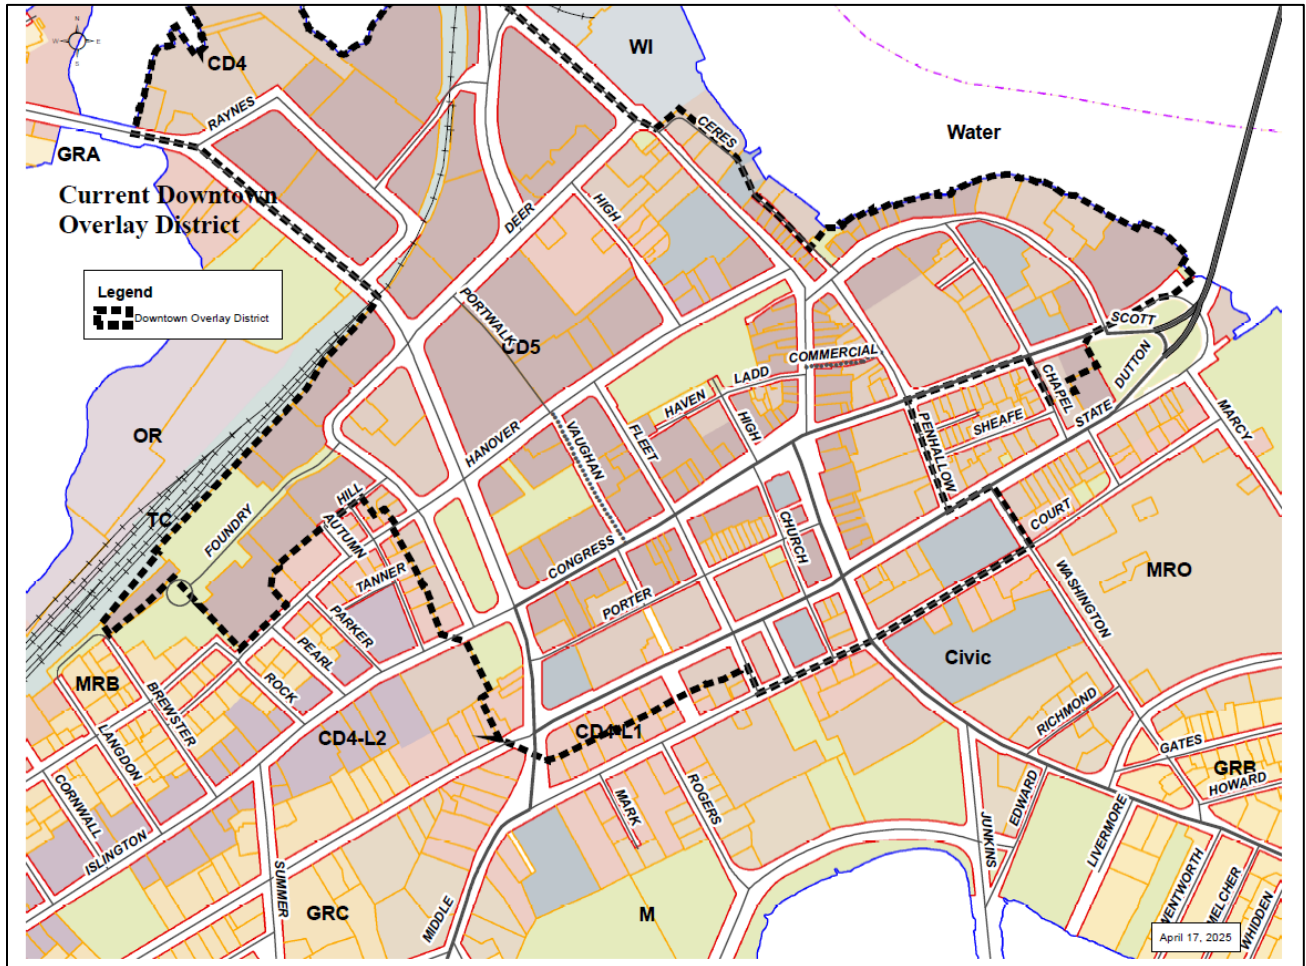 N
W
E
S
WI
CD4
RAYNES
CERES
Water
GRA
Current Downtown
Overlay District
HIGH
DEER
Legend
Downtown Overlay District
PORTWALK
CD5
SCOTT
COMMERCIAL
DUTTON
LADD
CHAPEL
HAVEN
HIGH
STATE
MARCY
OR
HANOVER
VAUGHAN
FLEET
PENHALLOW
SHEAFE
HILL
TC
FOUNDRY
AUTUMN
CHURCH
COURT
CONGRESS
TANNER
PORTER
WASHINGTON
MRO
PARKER
PEARL
Civic
MRB
ROCK
BREWSTER
LANGDON
CD4-L2
CD4-L1
RICHMOND
GATES
GRB
HOWARD
CORNWALL
MARK
ROGERS
EDWARD
LIVERMORE
ISLINGTON
JUNKINS
SUMMER
GRC
MIDDLE
M
WENTWORTH
MELCHER
WHIDDEN
April 17, 2025